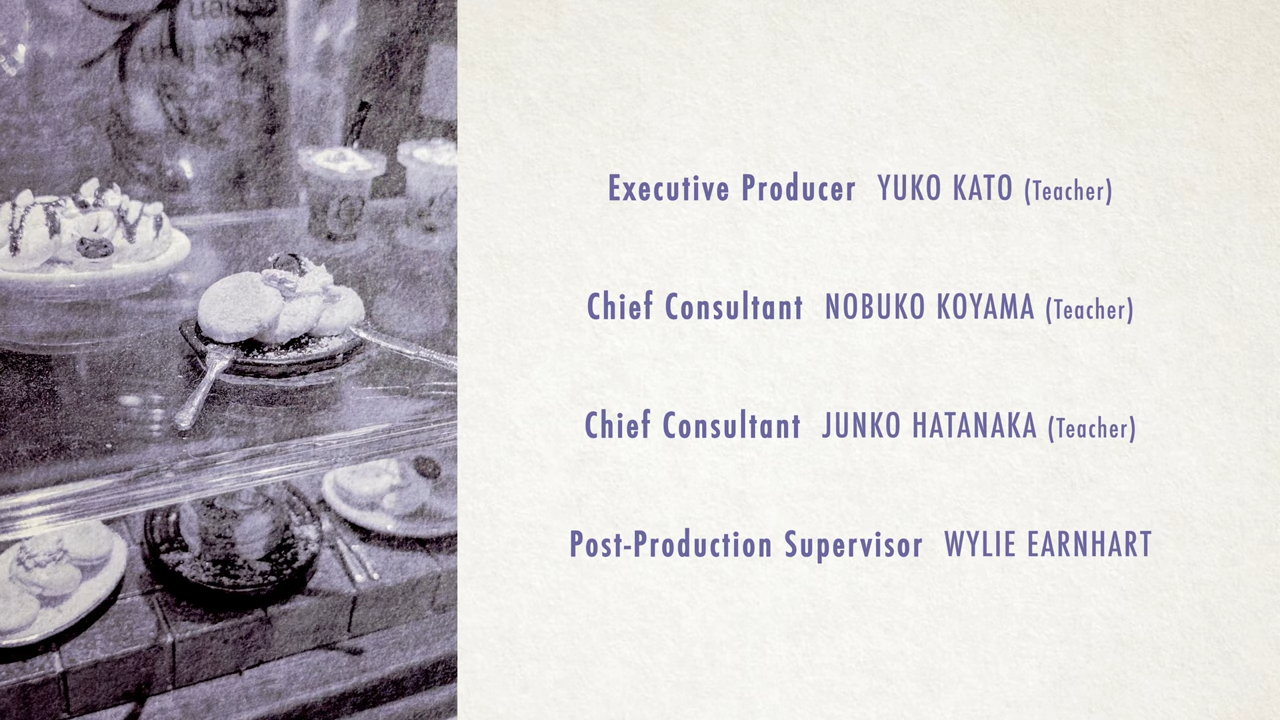 Executive Producer YUKO KATO (Teacher)
Chief Consultant NOBUKO KOYAMA (Teacher)
Chief Consultant JUNKO HATANAKA (Teacher)
Post-Production Supervisor WYLIE EARNHART